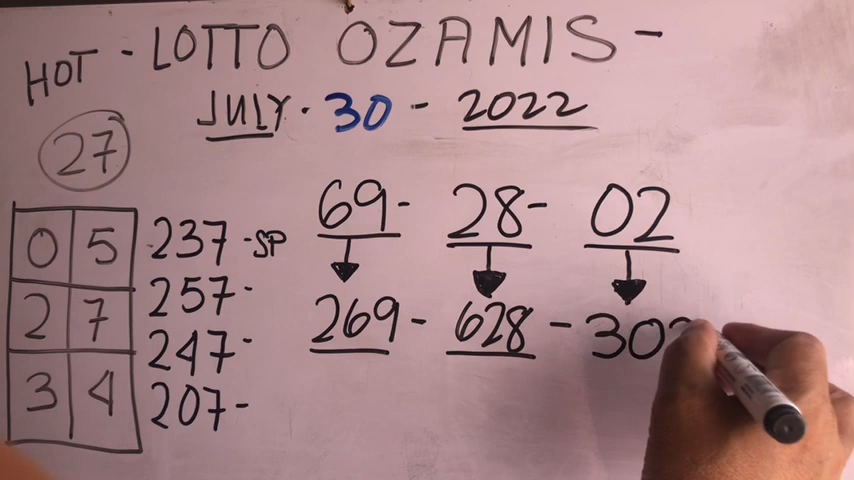 HOT - LOTTO OZAMIS -
JULY. 30 - 2022
27
69- 28- 02
0 5 237 -SP
2 7 257-
269 - 628 - 30
247-
3 4 207-